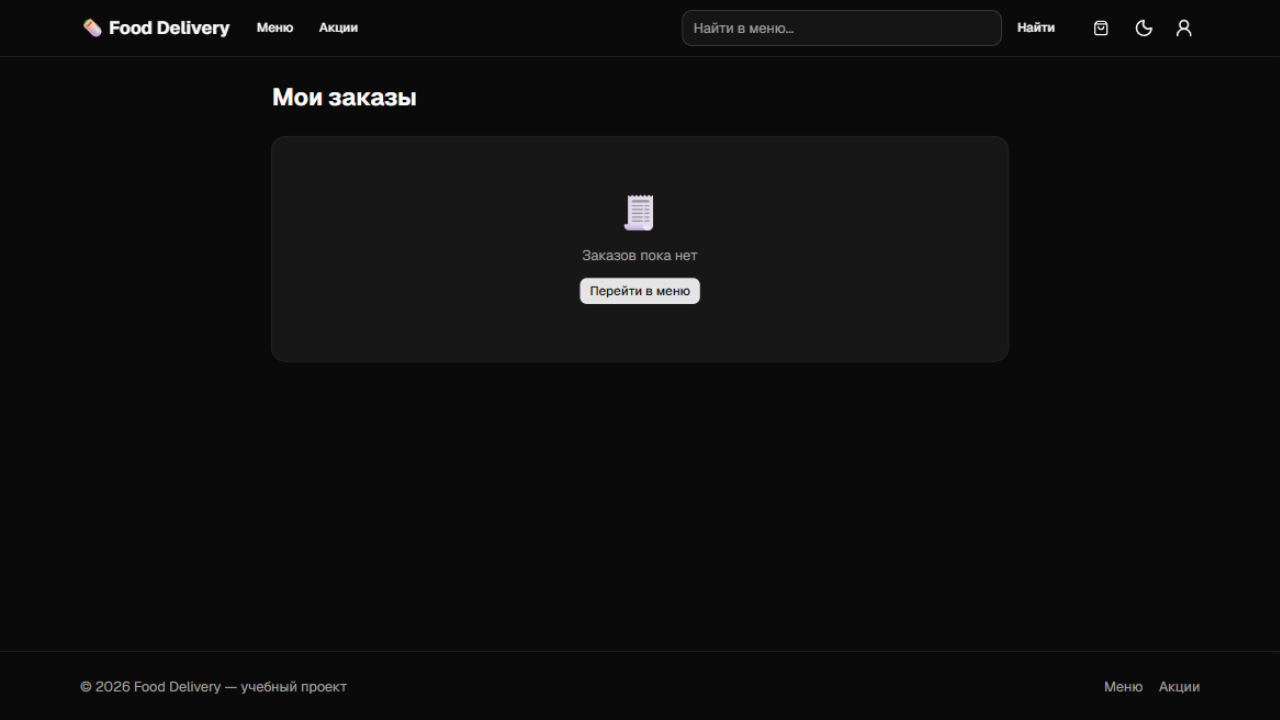 Food Delivery Меню Акции Найти в меню... Найти
Мои заказы
Заказов пока нет
Перейти в меню
© 2026 Food Delivery — учебный проект Меню Акции